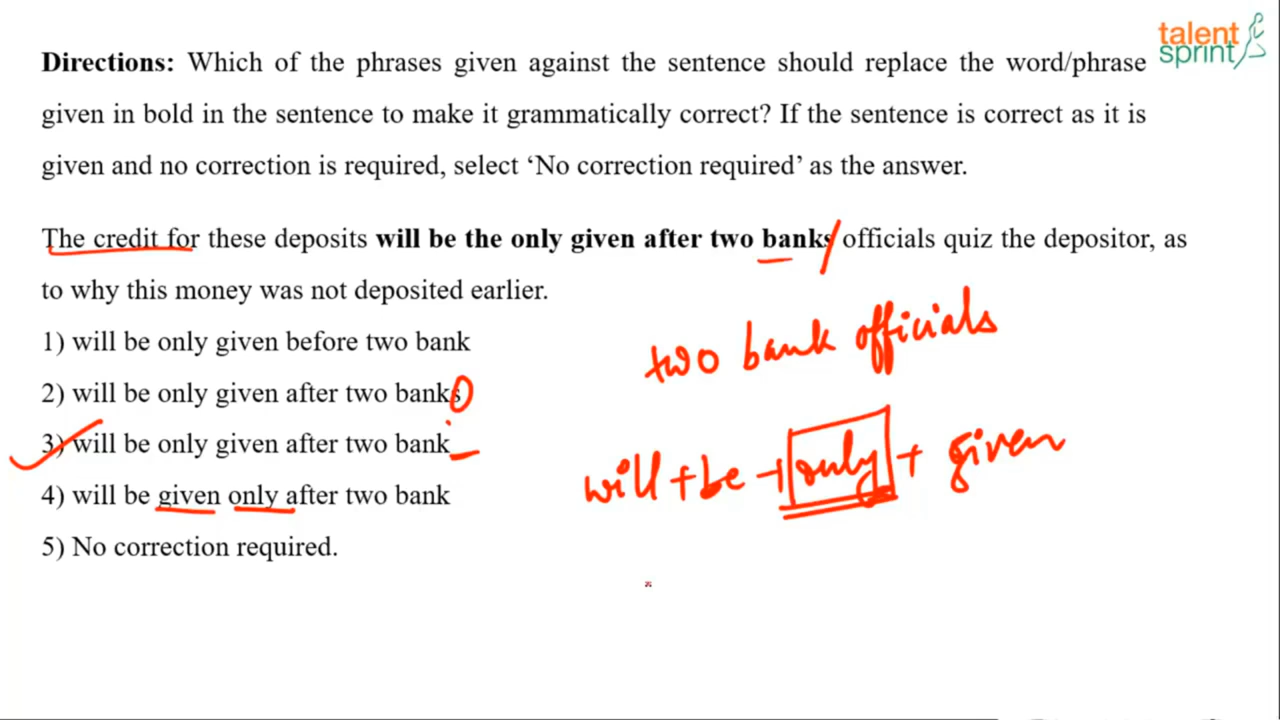 talent
sprint
Directions: Which of the phrases given against the sentence should replace the word/phrase
given in bold in the sentence to make it grammatically correct? If the sentence is correct as it is
given and no correction is required, select ‘No correction required’ as the answer.
The credit for these deposits will be the only given after two banks officials quiz the depositor, as
to why this money was not deposited earlier.
1) will be only given before two bank
2) will be only given after two banks
3) will be only given after two bank
4) will be given only after two bank
5) No correction required.
two bank officials
will + be + only + given